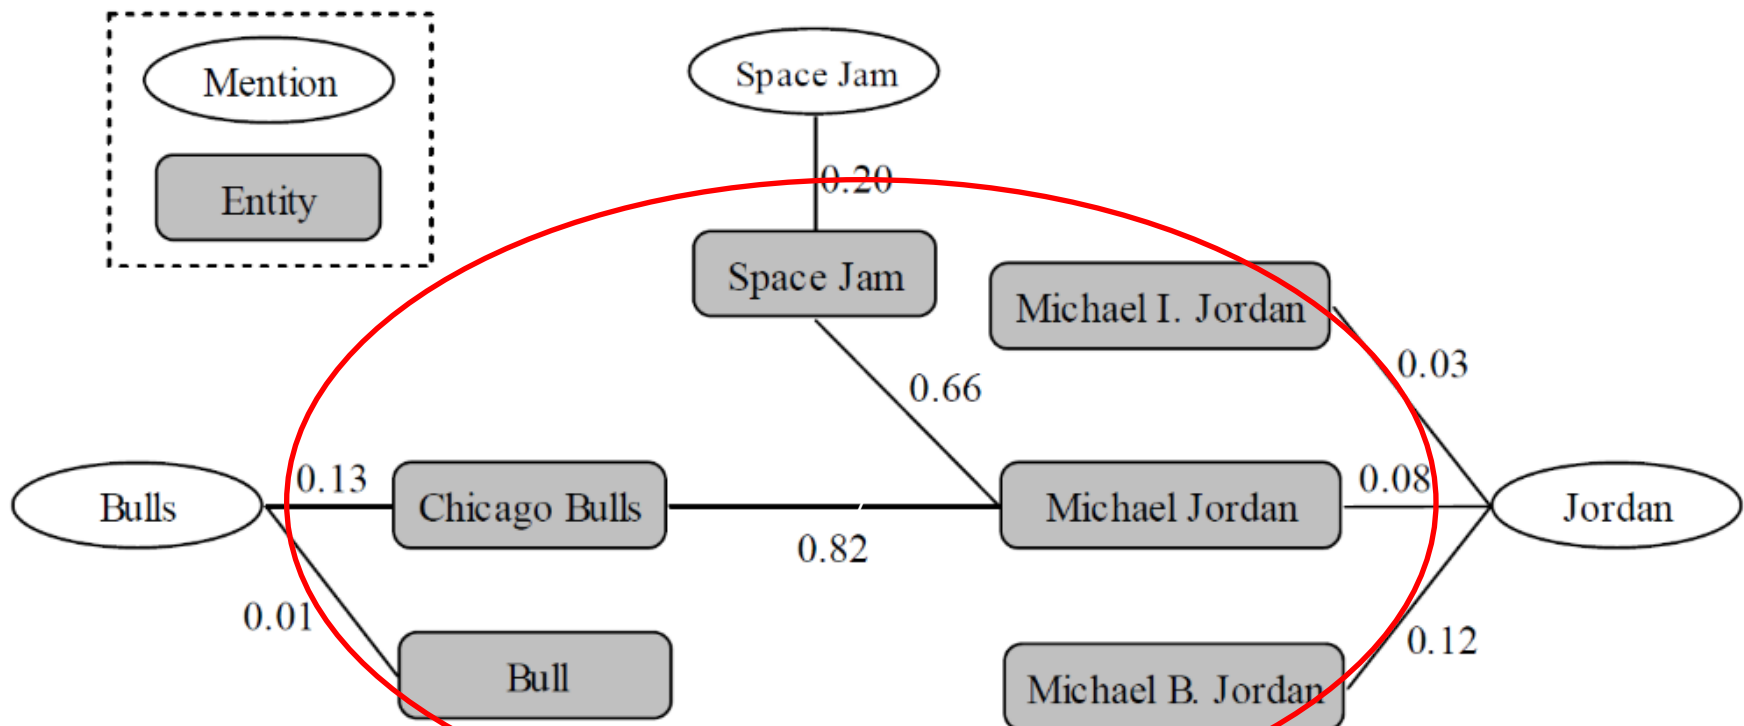 Mention
Space Jam
0.20
Entity
Space Jam
Michael I. Jordan
0.03
0.66
Bulls
0.13
Chicago Bulls
0.82
Michael Jordan
0.08
Jordan
0.01
Bull
Michael B. Jordan
0.12